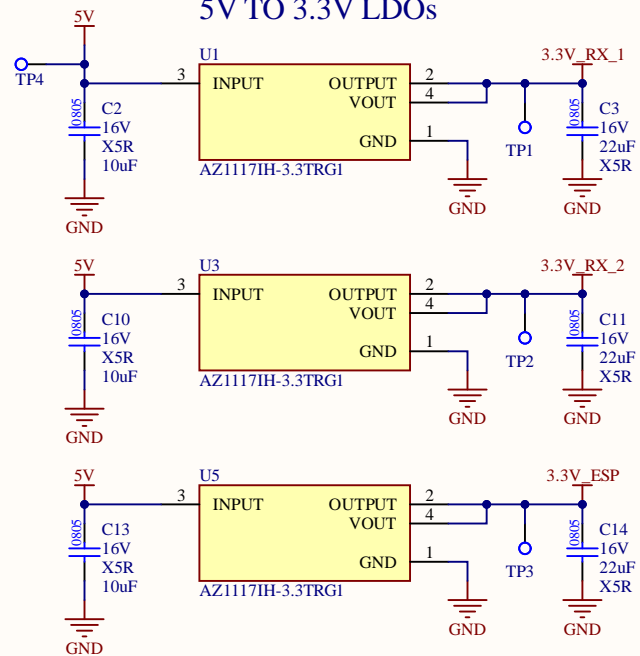 5V TO 3.3V LDOs
5V
TP4
0805
C2
16V
X5R
10uF
GND
U1
3
INPUT
OUTPUT
VOUT
GND
2
4
1
AZ1117IH-3.3TRG1
GND
TP1
3.3V_RX_1
0805
C3
16V
22uF
X5R
GND
5V
0805
C10
16V
X5R
10uF
GND
U3
3
INPUT
OUTPUT
VOUT
GND
2
4
1
AZ1117IH-3.3TRG1
GND
TP2
3.3V_RX_2
0805
C11
16V
22uF
X5R
GND
5V
0805
C13
16V
X5R
10uF
GND
U5
3
INPUT
OUTPUT
VOUT
GND
2
4
1
AZ1117IH-3.3TRG1
GND
TP3
3.3V_ESP
0805
C14
16V
22uF
X5R
GND